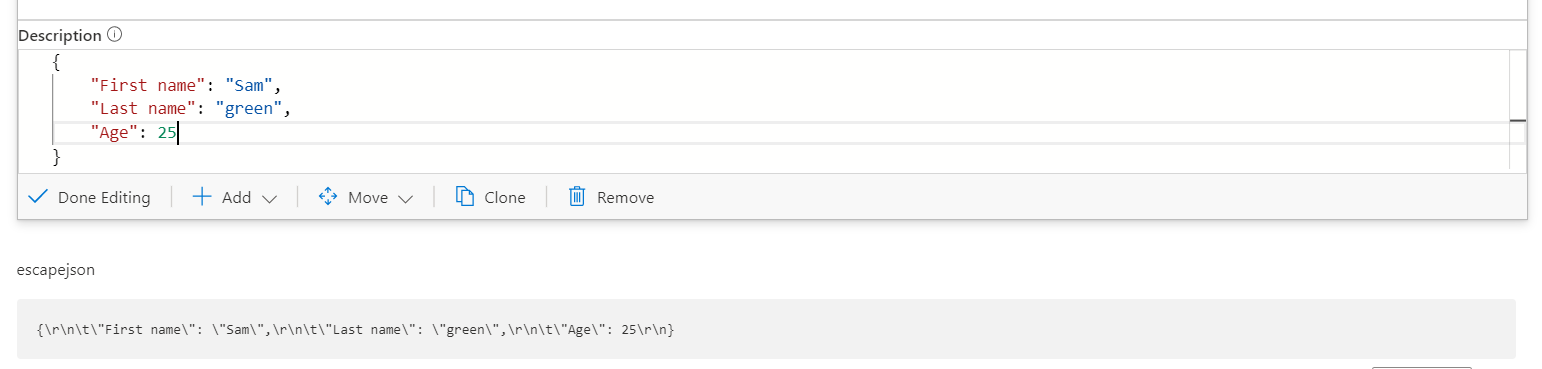 Description
{
"First name": "Sam",
"Last name": "green",
"Age": 25
}
Done Editing Add Move Clone Remove
escapejson
{\r\n\t\"First name\": \"Sam\",\r\n\t\"Last name\": \"green\",\r\n\t\"Age\": 25\r\n}